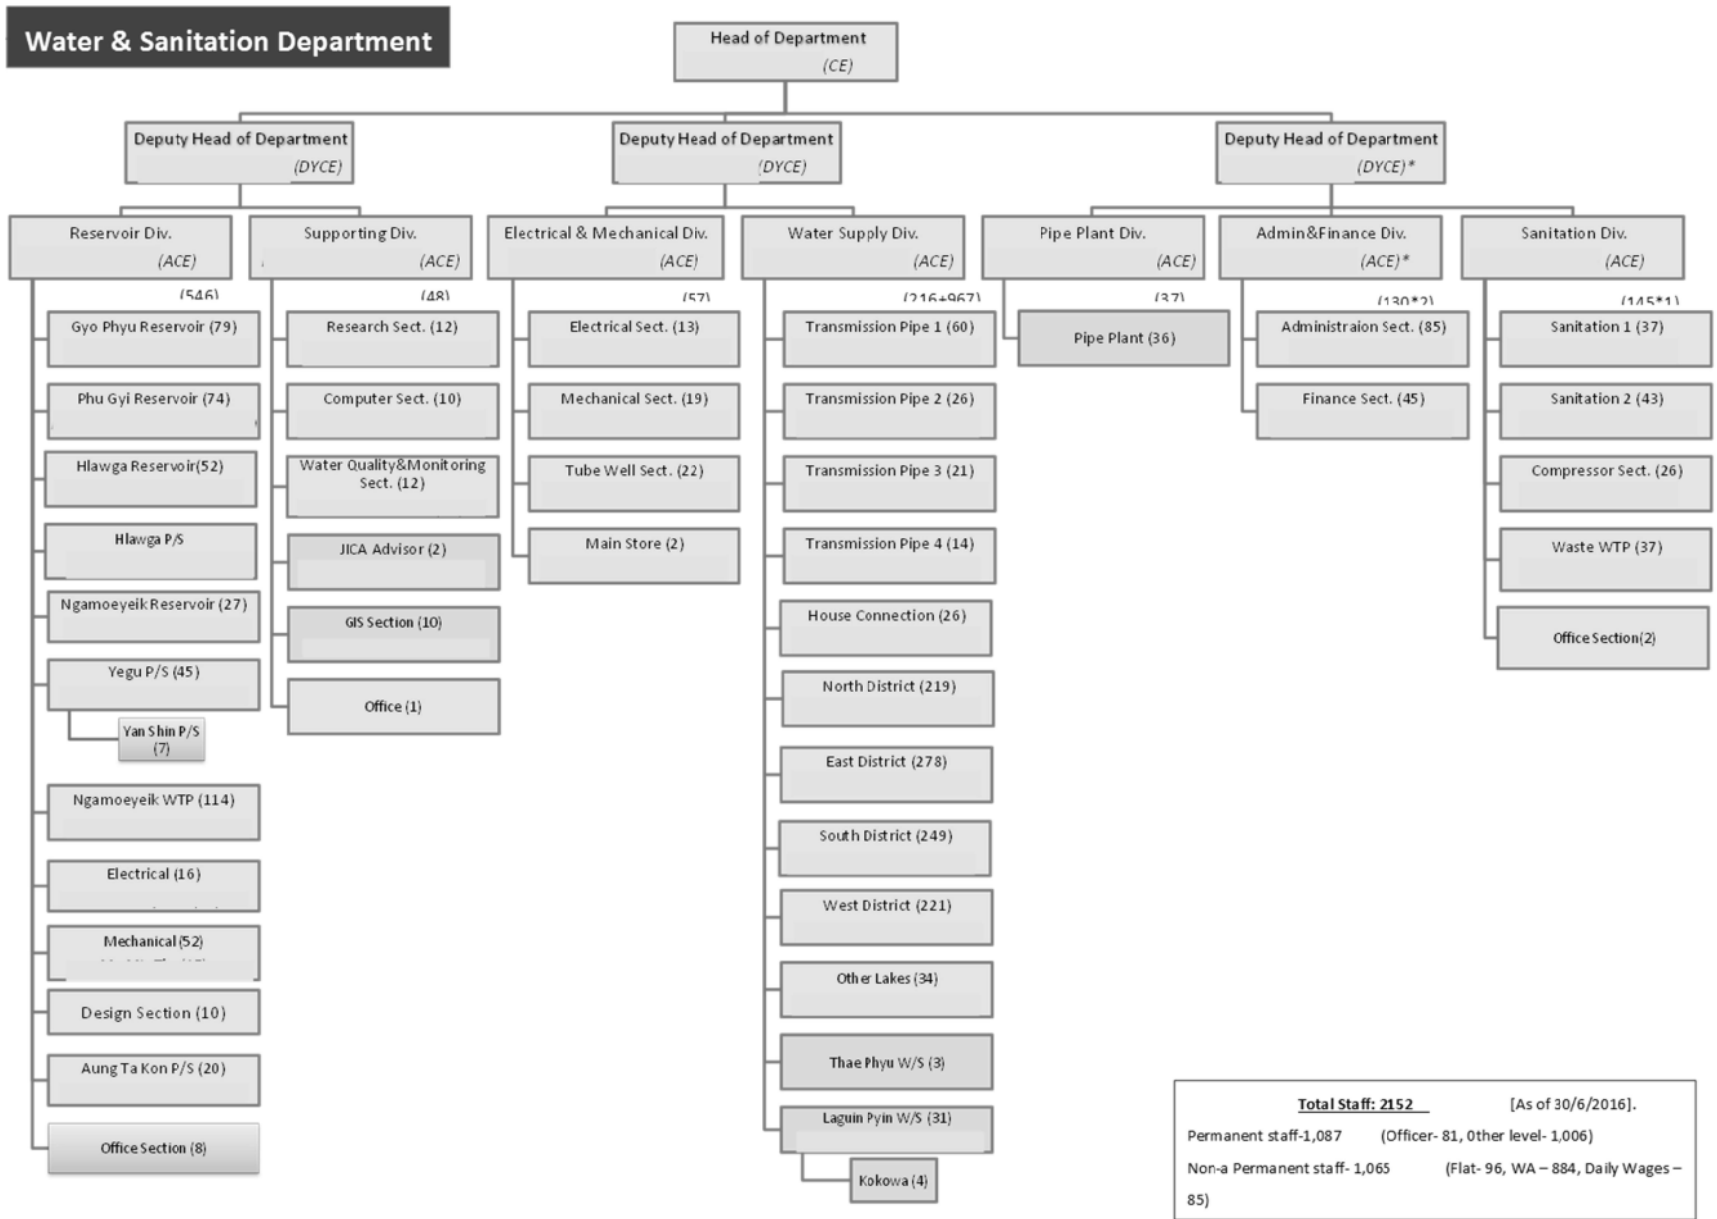 Water & Sanitation Department
Head of Department
(CE)
Deputy Head of Department
(DYCE)
Deputy Head of Department
(DYCE)
Deputy Head of Department
(DYCE)*
Reservoir Div.
(ACE)
(546)
Gyo Phyu Reservoir (79)
Phu Gyi Reservoir (74)
Hlawga Reservoir(52)
Hlawga P/S
Ngamoeyeik Reservoir (27)
Yegu P/S (45)
Yan Shin P/S
(7)
Ngamoeyeik WTP (114)
Electrical (16)
Mechanical (52)
Design Section (10)
Aung Ta Kon P/S (20)
Office Section (8)
Supporting Div.
(ACE)
(48)
Research Sect. (12)
Computer Sect. (10)
Water Quality&Monitoring
Sect. (12)
JICA Advisor (2)
GIS Section (10)
Office (1)
Electrical & Mechanical Div.
(ACE)
(57)
Electrical Sect. (13)
Mechanical Sect. (19)
Tube Well Sect. (22)
Main Store (2)
Water Supply Div.
(ACE)
(216+967)
Transmission Pipe 1 (60)
Transmission Pipe 2 (26)
Transmission Pipe 3 (21)
Transmission Pipe 4 (14)
House Connection (26)
North District (219)
East District (278)
South District (249)
West District (221)
Other Lakes (34)
Thae Phyu W/S (3)
Laguin Pyin W/S (31)
Kokowa (4)
Pipe Plant Div.
(ACE)
(37)
Pipe Plant (36)
Admin&Finance Div.
(ACE)*
(130*2)
Administraion Sect. (85)
Finance Sect. (45)
Sanitation Div.
(ACE)
(145*1)
Sanitation 1 (37)
Sanitation 2 (43)
Compressor Sect. (26)
Waste WTP (37)
Office Section(2)
Total Staff: 2152 [As of 30/6/2016].
Permanent staff-1,087 (Officer- 81, Other level- 1,006)
Non-a Permanent staff- 1,065 (Flat- 96, WA – 884, Daily Wages –
85)